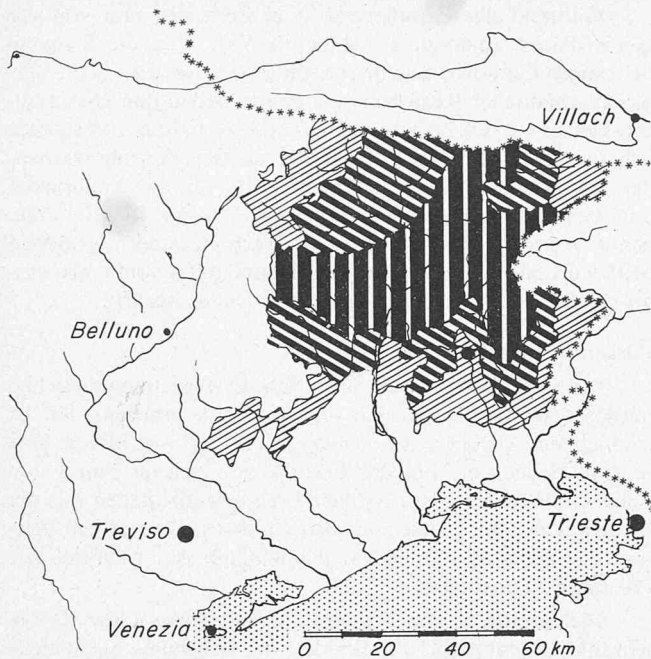 Villach
Belluno
Treviso
Trieste
Venezia
0 20 40 60 km